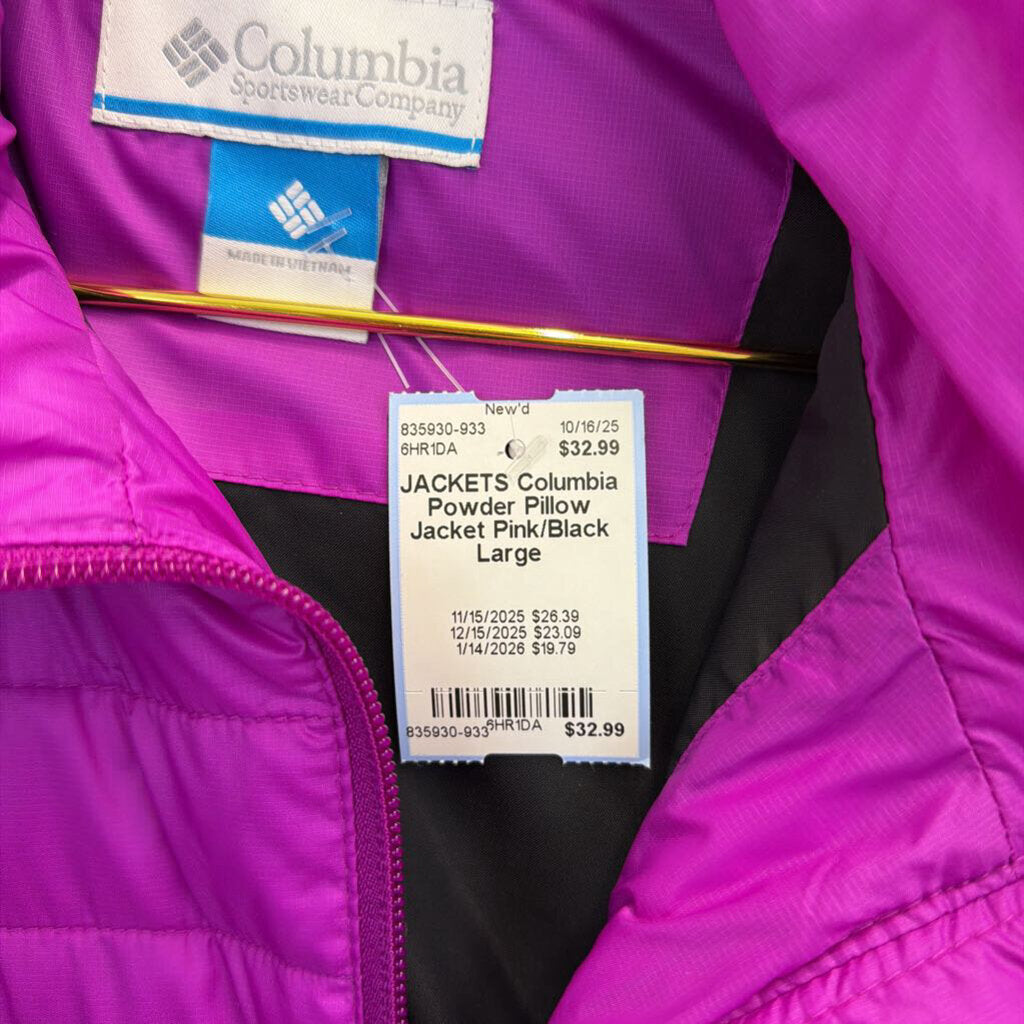 Columbia
Sportswear Company
MADE IN VIETNAM
New'd
835930-933 10/16/25
6HR1DA $32.99
JACKETS Columbia
Powder Pillow
Jacket Pink/Black
Large
11/15/2025 $26.39
12/15/2025 $23.09
1/14/2026 $19.79
835930-933 6HR1DA $32.99